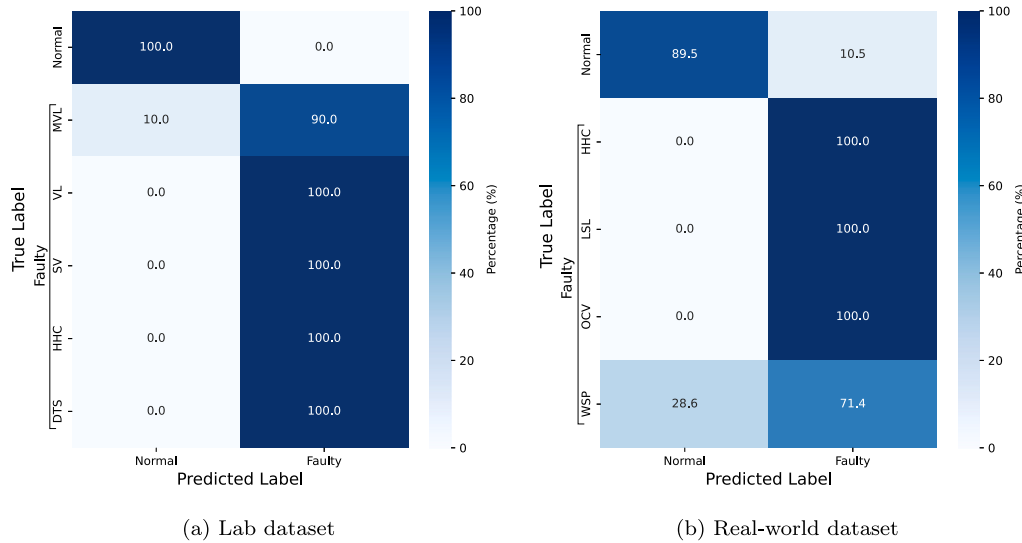 Normal 100.0 0.0
MVL 10.0 90.0
VL 0.0 100.0
SV 0.0 100.0
HHC 0.0 100.0
DTS 0.0 100.0
True Label
Faulty
Normal Faulty
Predicted Label
100
80
60
40
20
0
Percentage (%)
(a) Lab dataset
Normal 89.5 10.5
HHC 0.0 100.0
LSL 0.0 100.0
OCV 0.0 100.0
WSP 28.6 71.4
True Label
Faulty
Normal Faulty
Predicted Label
100
80
60
40
20
0
Percentage (%)
(b) Real-world dataset